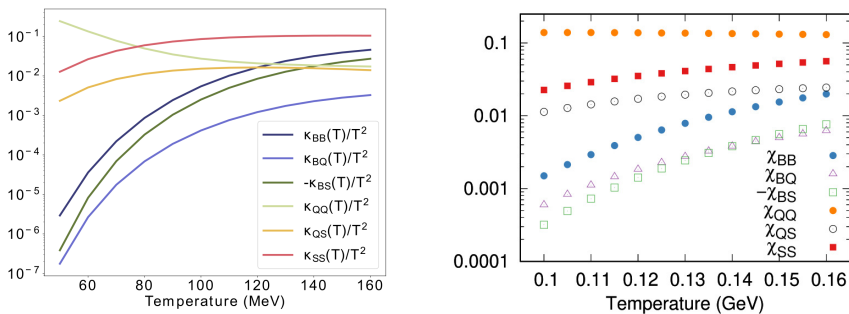 10⁻¹
10⁻²
10⁻³
10⁻⁴
10⁻⁵
10⁻⁶
10⁻⁷
κBB(T)/T²
κBQ(T)/T²
-κBS(T)/T²
κQQ(T)/T²
κQS(T)/T²
κSS(T)/T²
60 80 100 120 140 160
Temperature (MeV)
0.1
0.01
0.001
0.0001
χBB
χBQ
−χBS
χQQ
χQS
χSS
0.1 0.11 0.12 0.13 0.14 0.15 0.16
Temperature (GeV)